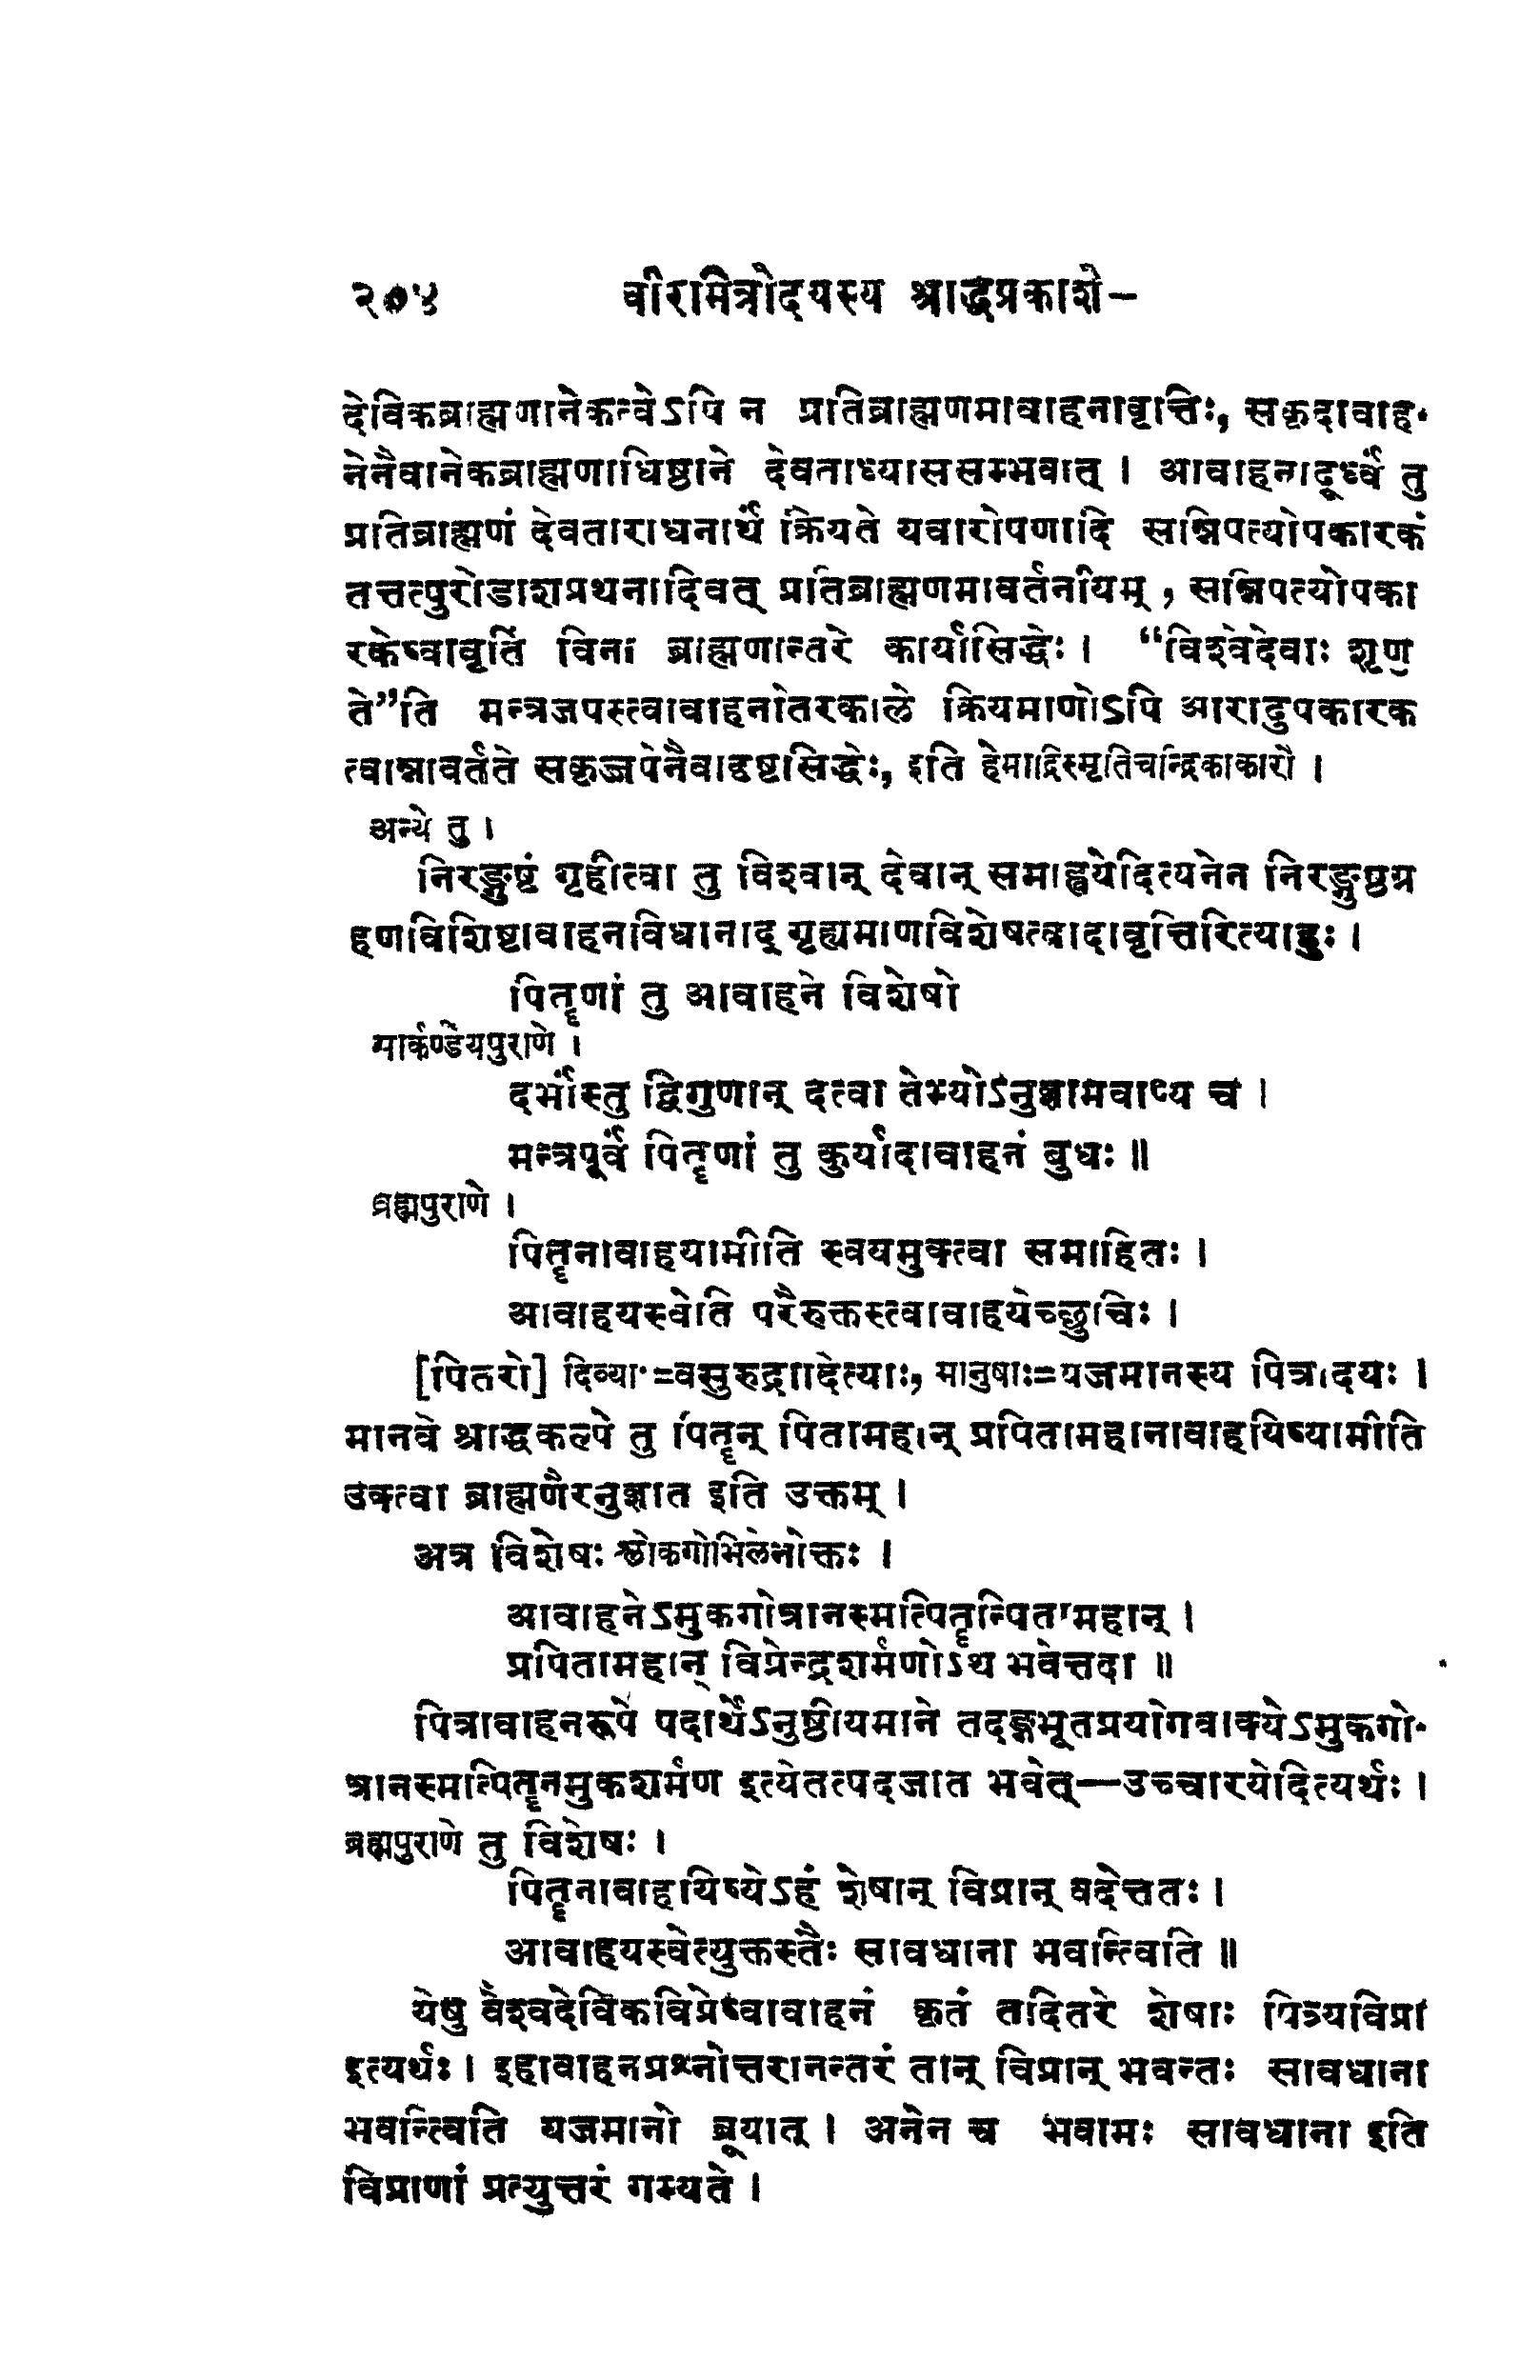 २०४ वीरमित्रोदयस्य श्राद्धप्रकाशे-
देविकब्राह्मणानेकत्वेऽपि न प्रतिब्राह्मणमावाहनावृत्तिः, सकृदावाह-
नेनैवानेकब्राह्मणाधिष्ठाने देवताध्याससम्भवात् । आवाहनादूर्ध्वं तु
प्रतिब्राह्मणं देवताराधनार्थं क्रियते यवारोपणादि सन्निपत्योपकारकं
तत्तत्पुरोडाशप्रथनादिवत् प्रतिब्राह्मणमावर्तनीयम्, सन्निपत्योपका
रकेष्वावृत्तिं विना ब्राह्मणान्तरे कार्यासिद्धेः । “विश्वेदेवाः शृणु
ते”ति मन्त्रजपस्त्वावाहनोतरकाले क्रियमाणोऽपि आरादुपकारक
त्वान्नावर्तते सकृज्जपेनैवादृष्टसिद्धेः, इति हेमाद्रिस्मृतिचन्द्रिकाकारौ ।
अन्ये तु ।
निरङ्गुष्टं गृहीत्वा तु विश्वान् देवान् समाह्वयेदित्यनेन निरङ्गुष्ठग्र
हणविशिष्टावाहनविधानाद् गृह्यमाणविशेषत्वादावृत्तिरित्याहुः ।
पितॄणां तु आवाहने विशेषो
मार्कण्डेयपुराणे ।
दर्भांस्तु द्विगुणान् दत्वा तेभ्योऽनुज्ञामवाप्य च ।
मन्त्रपूर्वं पितॄणां तु कुर्यादावाहनं बुधः ॥
ब्रह्मपुराणे ।
पितॄनावाहयामीति स्वयमुक्त्वा समाहितः ।
आवाहयस्वेति परैरुक्तस्त्वावाहयेच्छुचिः ।
[पितरो] दिव्याः=वसुरुद्रादित्याः, मानुषाः=यजमानस्य पित्रादयः ।
मानवे श्राद्धकल्पे तु पितॄन् पितामहान् प्रपितामहानावाहयिष्यामीति
उक्त्वा ब्राह्मणैरनुज्ञात इति उक्तम् ।
अत्र विशेषः श्लोकगोभिलेनोक्तः ।
आवाहनेऽमुकगोत्रानस्मत्पितॄन्पितामहान् ।
प्रपितामहान् विप्रेन्द्रशर्मणोऽथ भवेत्तदा ॥
पित्रावाहनरूपे पदार्थेऽनुष्ठीयमाने तदङ्गभूतप्रयोगवाक्येऽमुकगो-
त्रानस्मत्पितॄनमुकशर्मण इत्येतत्पदजात भवेत्—उच्चारयेदित्यर्थः ।
ब्रह्मपुराणे तु विशेषः ।
पितॄनावाहयिष्येऽहं शेषान् विप्रान् वदेत्ततः ।
आवाहयस्वेत्युक्तस्तैः सावधाना भवन्त्विति ॥
येषु वैश्वदेविकविप्रेष्वावाहनं कृतं तदितरे शेषाः पित्र्यविप्रा
इत्यर्थः । इहावाहनप्रश्नोत्तरानन्तरं तान् विप्रान् भवन्तः सावधाना
भवन्त्विति यजमानो ब्रूयात् । अनेन च भवामः सावधाना इति
विप्राणां प्रत्युत्तरं गम्यते ।